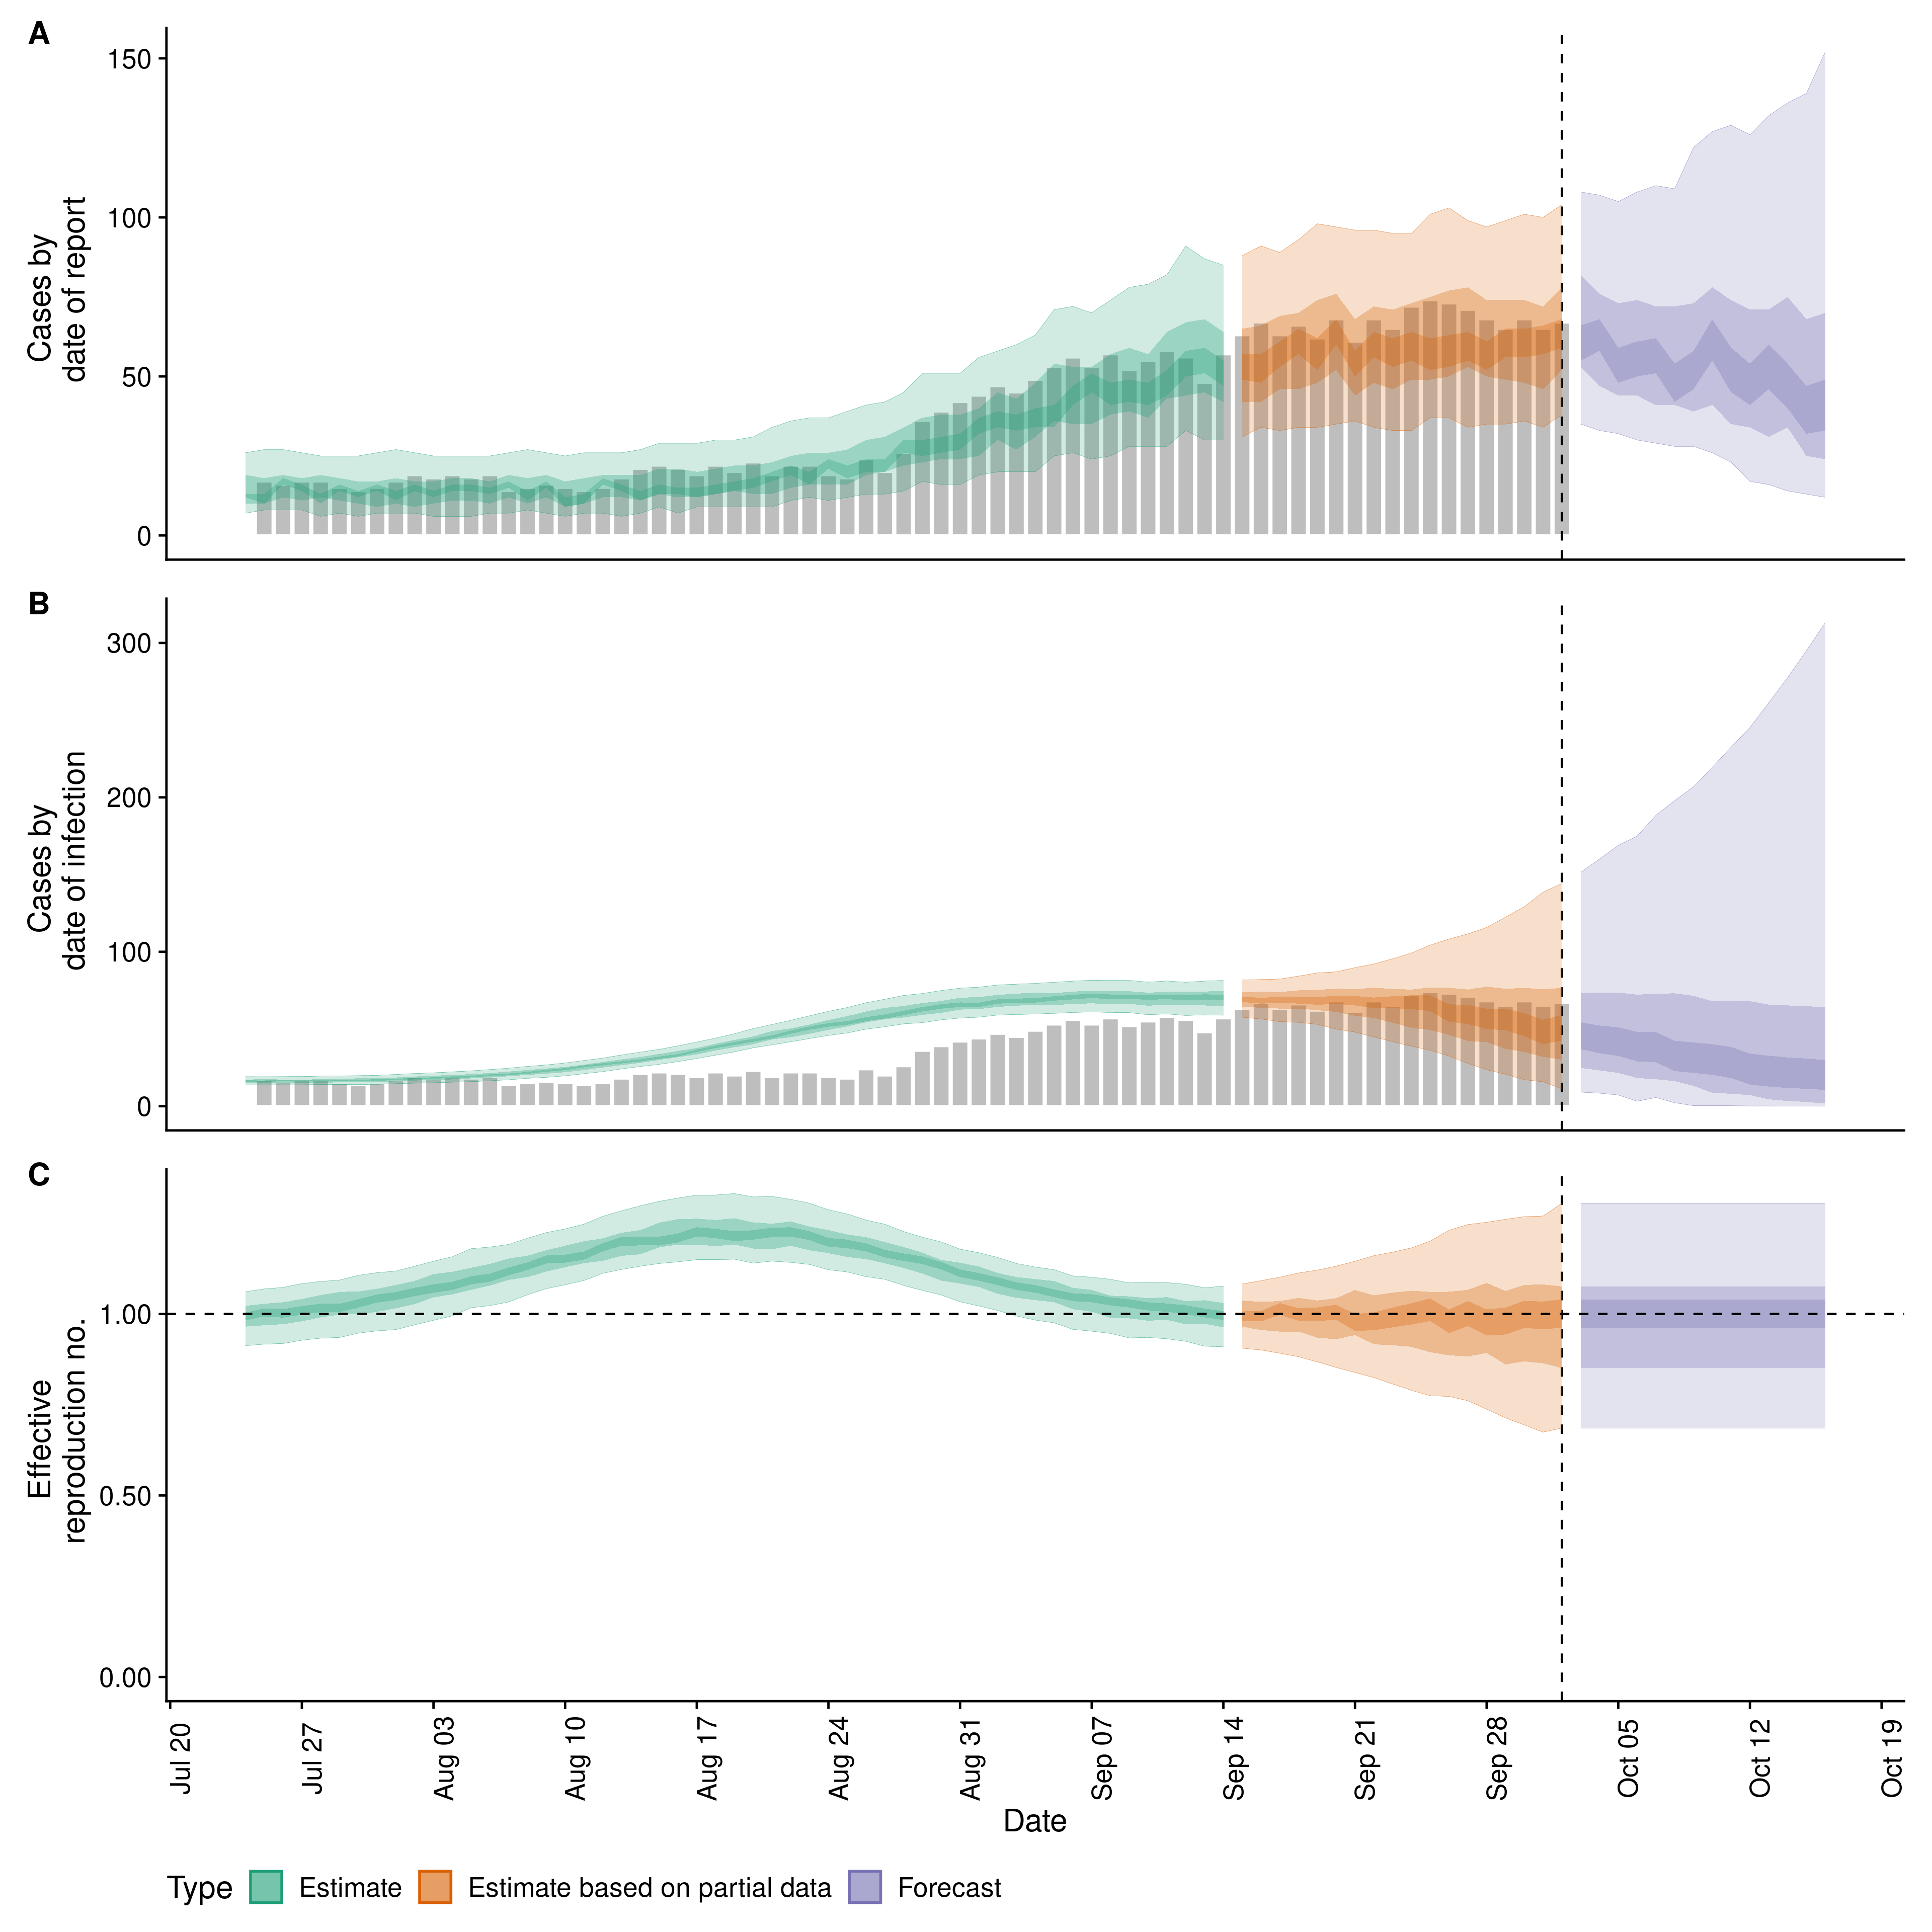 A
150
100
50
0
Cases by
date of report
B
300
200
100
0
Cases by
date of infection
C
1.00
0.50
0.00
Effective
reproduction no.
Jul 20
Jul 27
Aug 03
Aug 10
Aug 17
Aug 24
Aug 31
Sep 07
Sep 14
Sep 21
Sep 28
Oct 05
Oct 12
Oct 19
Date
Type Estimate Estimate based on partial data Forecast